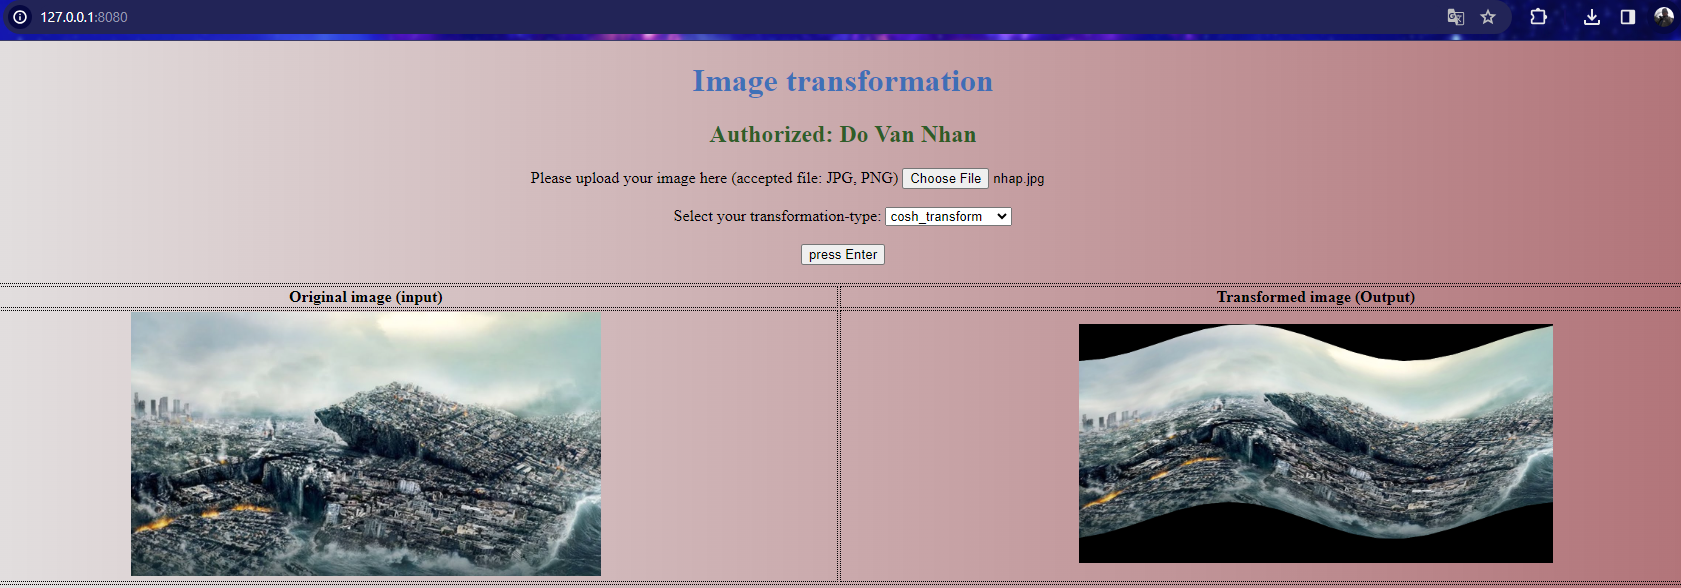 127.0.0.1:8080
Image transformation
Authorized: Do Van Nhan
Please upload your image here (accepted file: JPG, PNG) Choose File nhap.jpg
Select your transformation-type: cosh_transform
press Enter
Original image (input) Transformed image (Output)